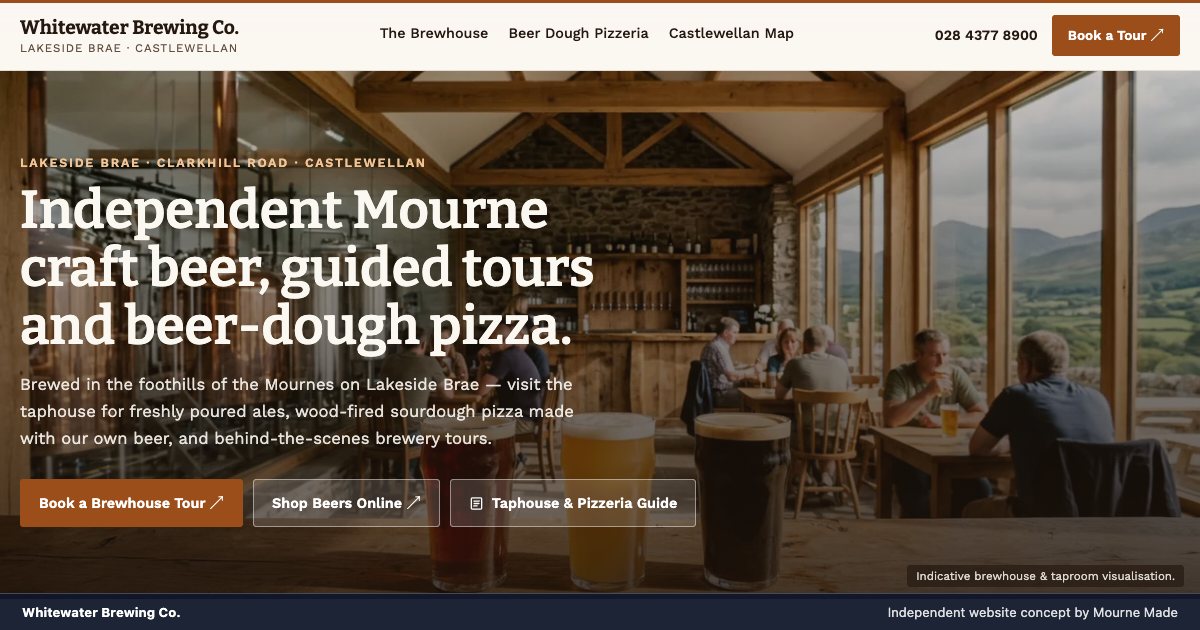 Whitewater Brewing Co.
LAKESIDE BRAE · CASTLEWELLAN
The Brewhouse
Beer Dough Pizzeria
Castlewellan Map
028 4377 8900
Book a Tour ↗
LAKESIDE BRAE · CLARKHILL ROAD · CASTLEWELLAN
Independent Mourne
craft beer, guided tours
and beer-dough pizza.
Brewed in the foothills of the Mournes on Lakeside Brae — visit the
taphouse for freshly poured ales, wood-fired sourdough pizza made
with our own beer, and behind-the-scenes brewery tours.
Book a Brewhouse Tour ↗
Shop Beers Online ↗
Taphouse & Pizzeria Guide
Indicative brewhouse & taproom visualisation.
Whitewater Brewing Co.
Independent website concept by Mourne Made